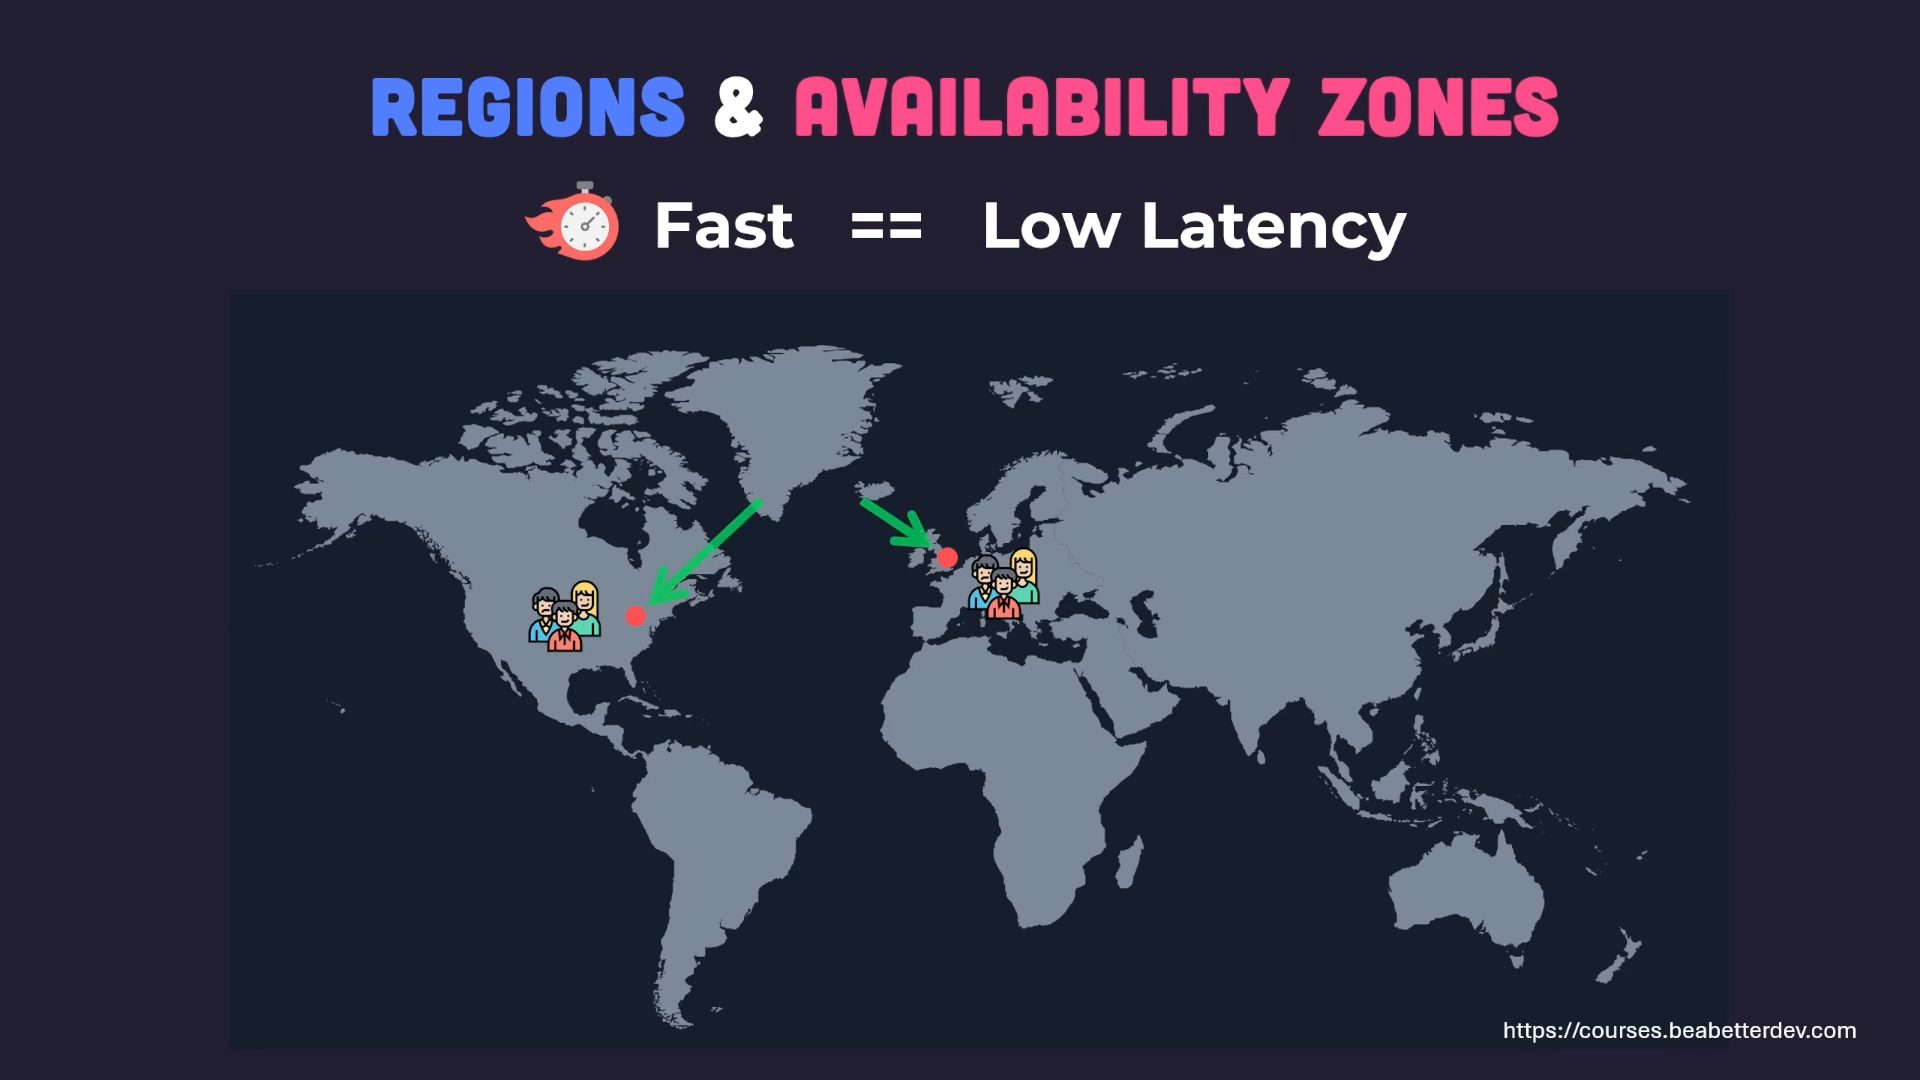 REGIONS & AVAILABILITY ZONES
Fast == Low Latency
https://courses.beabetterdev.com